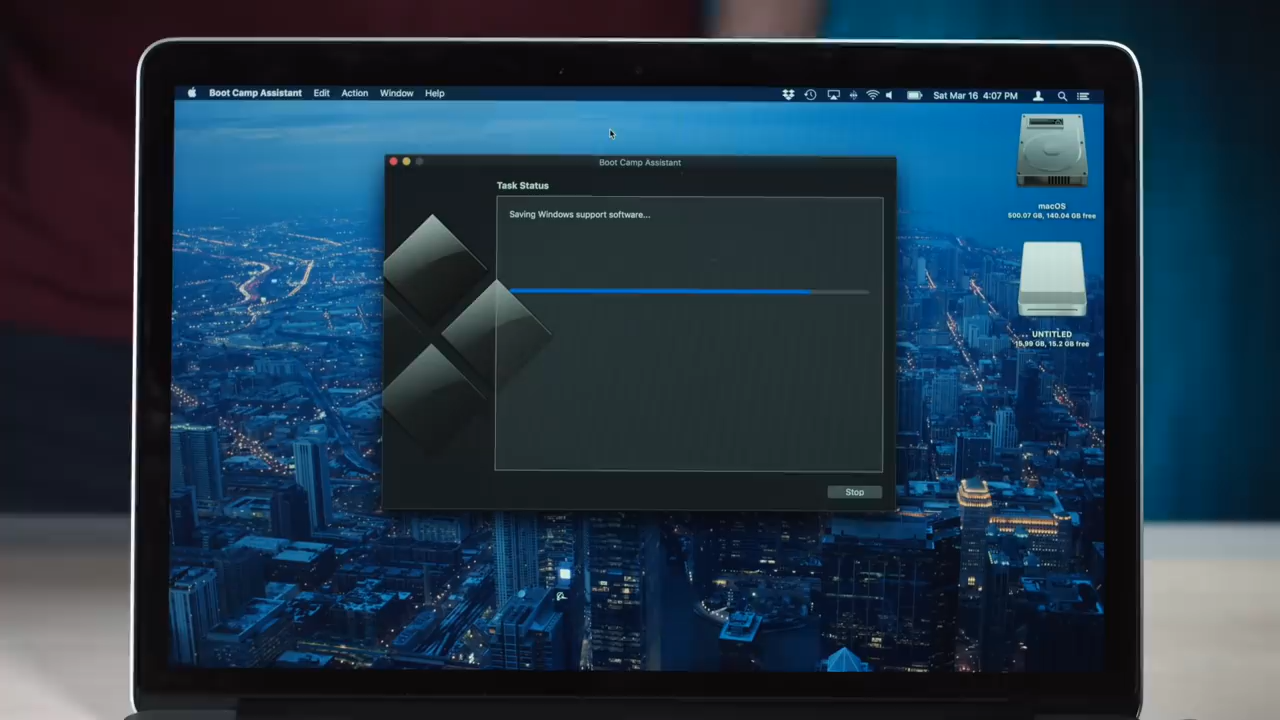 Boot Camp Assistant Edit Action Window Help
Sat Mar 16 4:07 PM
Boot Camp Assistant
Task Status
Saving Windows support software...
Stop
macOS
500.07 GB, 140.04 GB free
UNTITLED
15.99 GB, 15.2 GB free